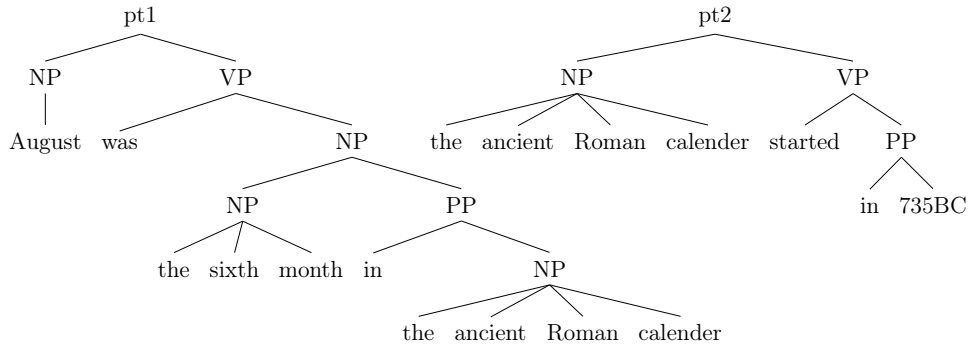 pt1 pt2
NP VP NP VP
August was NP the ancient Roman calender started PP
NP PP in 735BC
the sixth month in NP
the ancient Roman calender